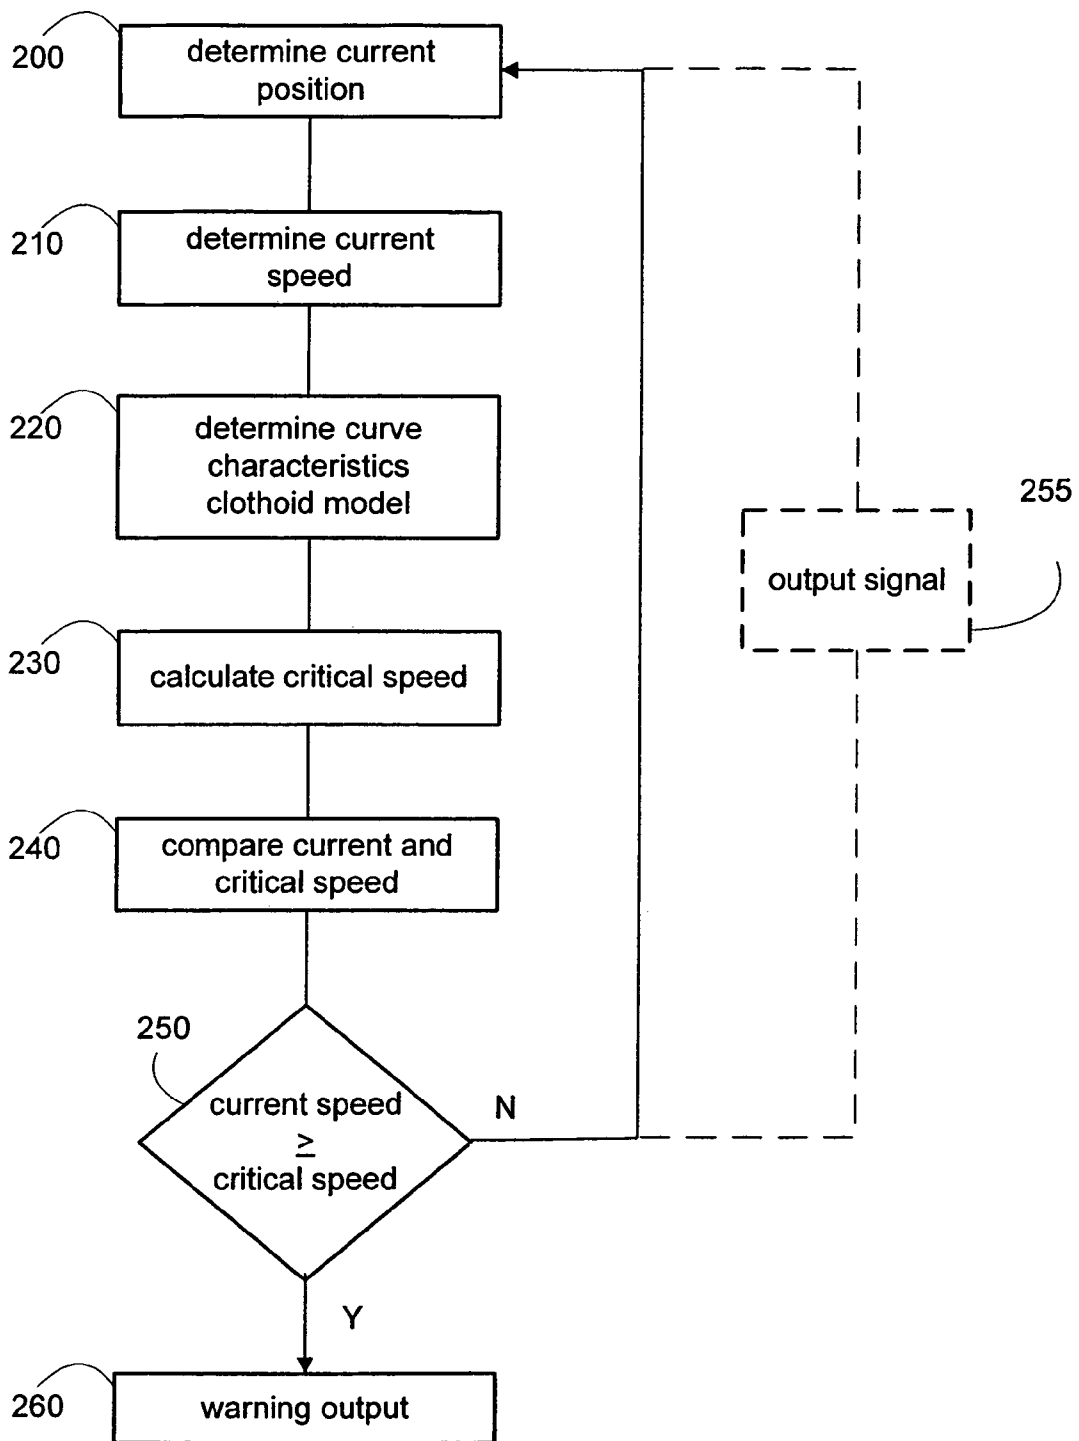 200
determine current
position
210
determine current
speed
220
determine curve
characteristics
clothoid model
255
output signal
230
calculate critical speed
240
compare current and
critical speed
250
current speed
≥
critical speed
N
Y
260
warning output